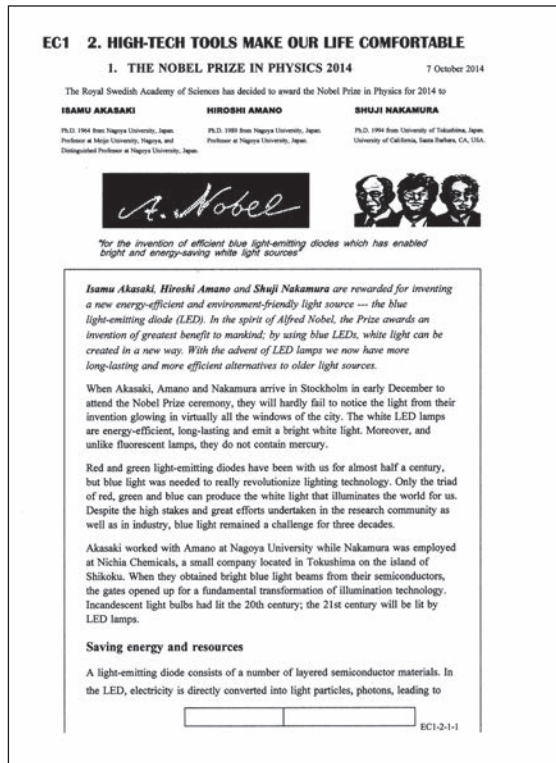 EC1 2. HIGH-TECH TOOLS MAKE OUR LIFE COMFORTABLE
1. THE NOBEL PRIZE IN PHYSICS 2014 7 October 2014
The Royal Swedish Academy of Sciences has decided to award the Nobel Prize in Physics for 2014 to
ISAMU AKASAKI HIROSHI AMANO SHUJI NAKAMURA
Ph.D. 1964 from Nagoya University, Japan. Ph.D. 1989 from Nagoya University, Japan. Ph.D. 1994 from University of Tokushima, Japan.
Professor at Meijo University, Nagoya, and Professor at Nagoya University, Japan. University of California, Santa Barbara, CA, USA.
Distinguished Professor at Nagoya University, Japan.
A. Nobel
"for the invention of efficient blue light-emitting diodes which has enabled
bright and energy-saving white light sources"
Isamu Akasaki, Hiroshi Amano and Shuji Nakamura are rewarded for inventing
a new energy-efficient and environment-friendly light source --- the blue
light-emitting diode (LED). In the spirit of Alfred Nobel, the Prize awards an
invention of greatest benefit to mankind; by using blue LEDs, white light can be
created in a new way. With the advent of LED lamps we now have more
long-lasting and more efficient alternatives to older light sources.
When Akasaki, Amano and Nakamura arrive in Stockholm in early December to
attend the Nobel Prize ceremony, they will hardly fail to notice the light from their
invention glowing in virtually all the windows of the city. The white LED lamps
are energy-efficient, long-lasting and emit a bright white light. Moreover, and
unlike fluorescent lamps, they do not contain mercury.
Red and green light-emitting diodes have been with us for almost half a century,
but blue light was needed to really revolutionize lighting technology. Only the triad
of red, green and blue can produce the white light that illuminates the world for us.
Despite the high stakes and great efforts undertaken in the research community as
well as in industry, blue light remained a challenge for three decades.
Akasaki worked with Amano at Nagoya University while Nakamura was employed
at Nichia Chemicals, a small company located in Tokushima on the island of
Shikoku. When they obtained bright blue light beams from their semiconductors,
the gates opened up for a fundamental transformation of illumination technology.
Incandescent light bulbs had lit the 20th century; the 21st century will be lit by
LED lamps.
Saving energy and resources
A light-emitting diode consists of a number of layered semiconductor materials. In
the LED, electricity is directly converted into light particles, photons, leading to
EC1-2-1-1